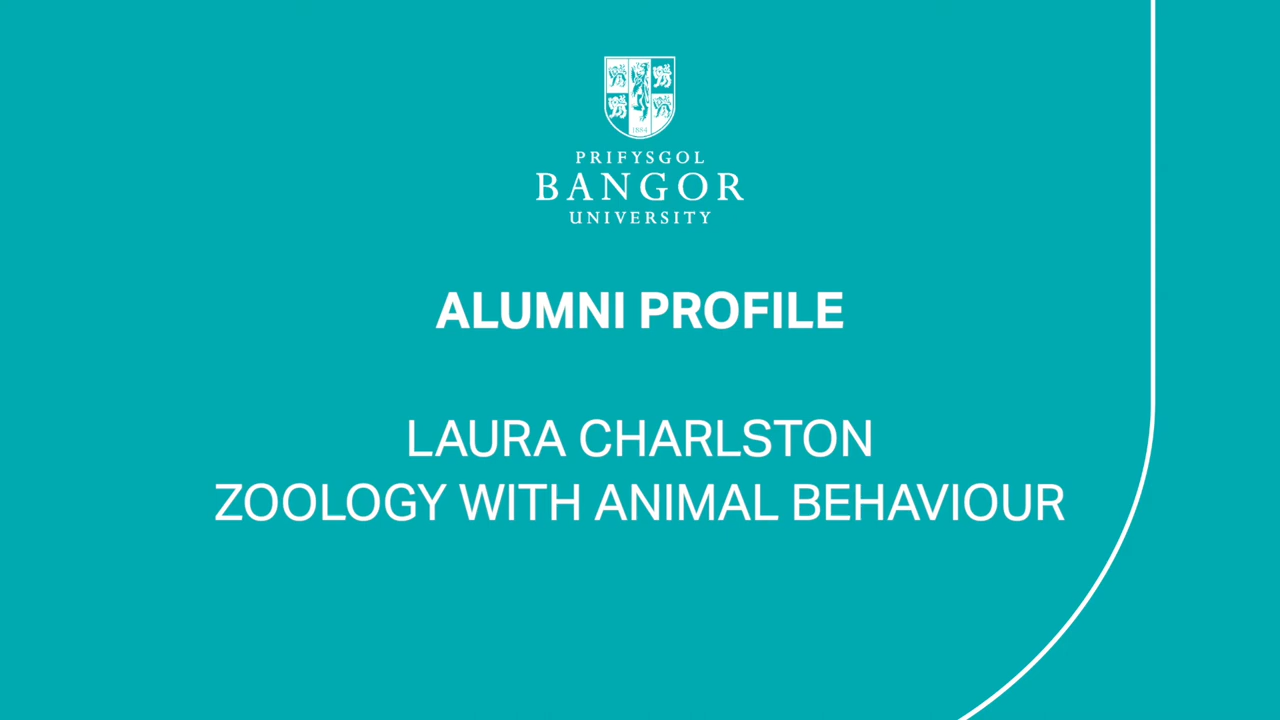 1884
PRIFYSGOL
BANGOR
UNIVERSITY
ALUMNI PROFILE
LAURA CHARLSTON
ZOOLOGY WITH ANIMAL BEHAVIOUR